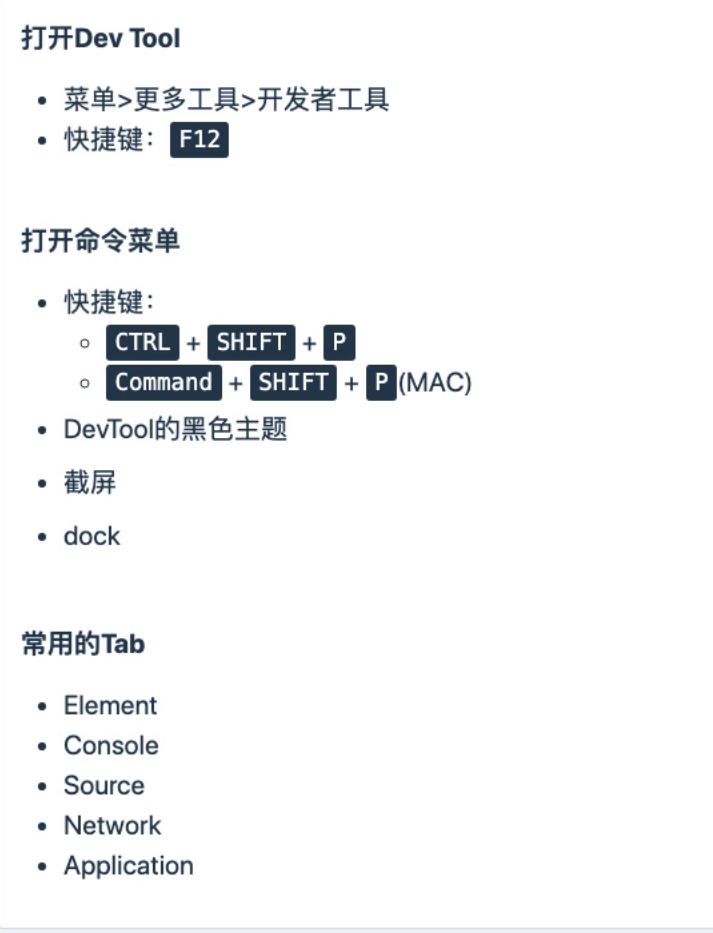 打开Dev Tool
菜单>更多工具>开发者工具
快捷键： F12
打开命令菜单
快捷键：
CTRL + SHIFT + P
Command + SHIFT + P(MAC)
DevTool的黑色主题
截屏
dock
常用的Tab
Element
Console
Source
Network
Application